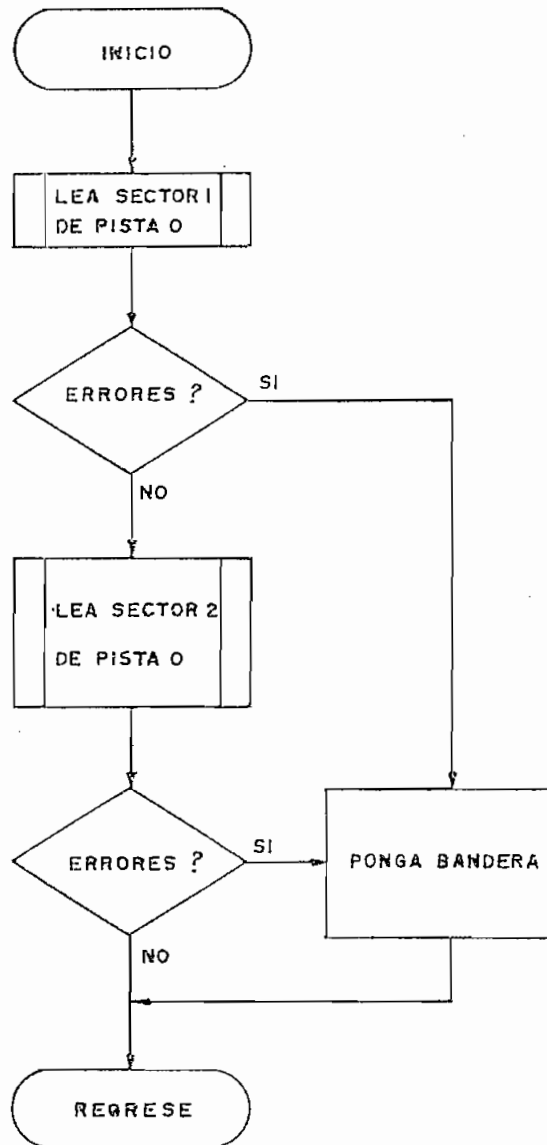 INICIO
LEA SECTOR 1
DE PISTA 0
ERRORES ?
SI
NO
LEA SECTOR 2
DE PISTA 0
ERRORES ?
SI
PONGA BANDERA
NO
REGRESE